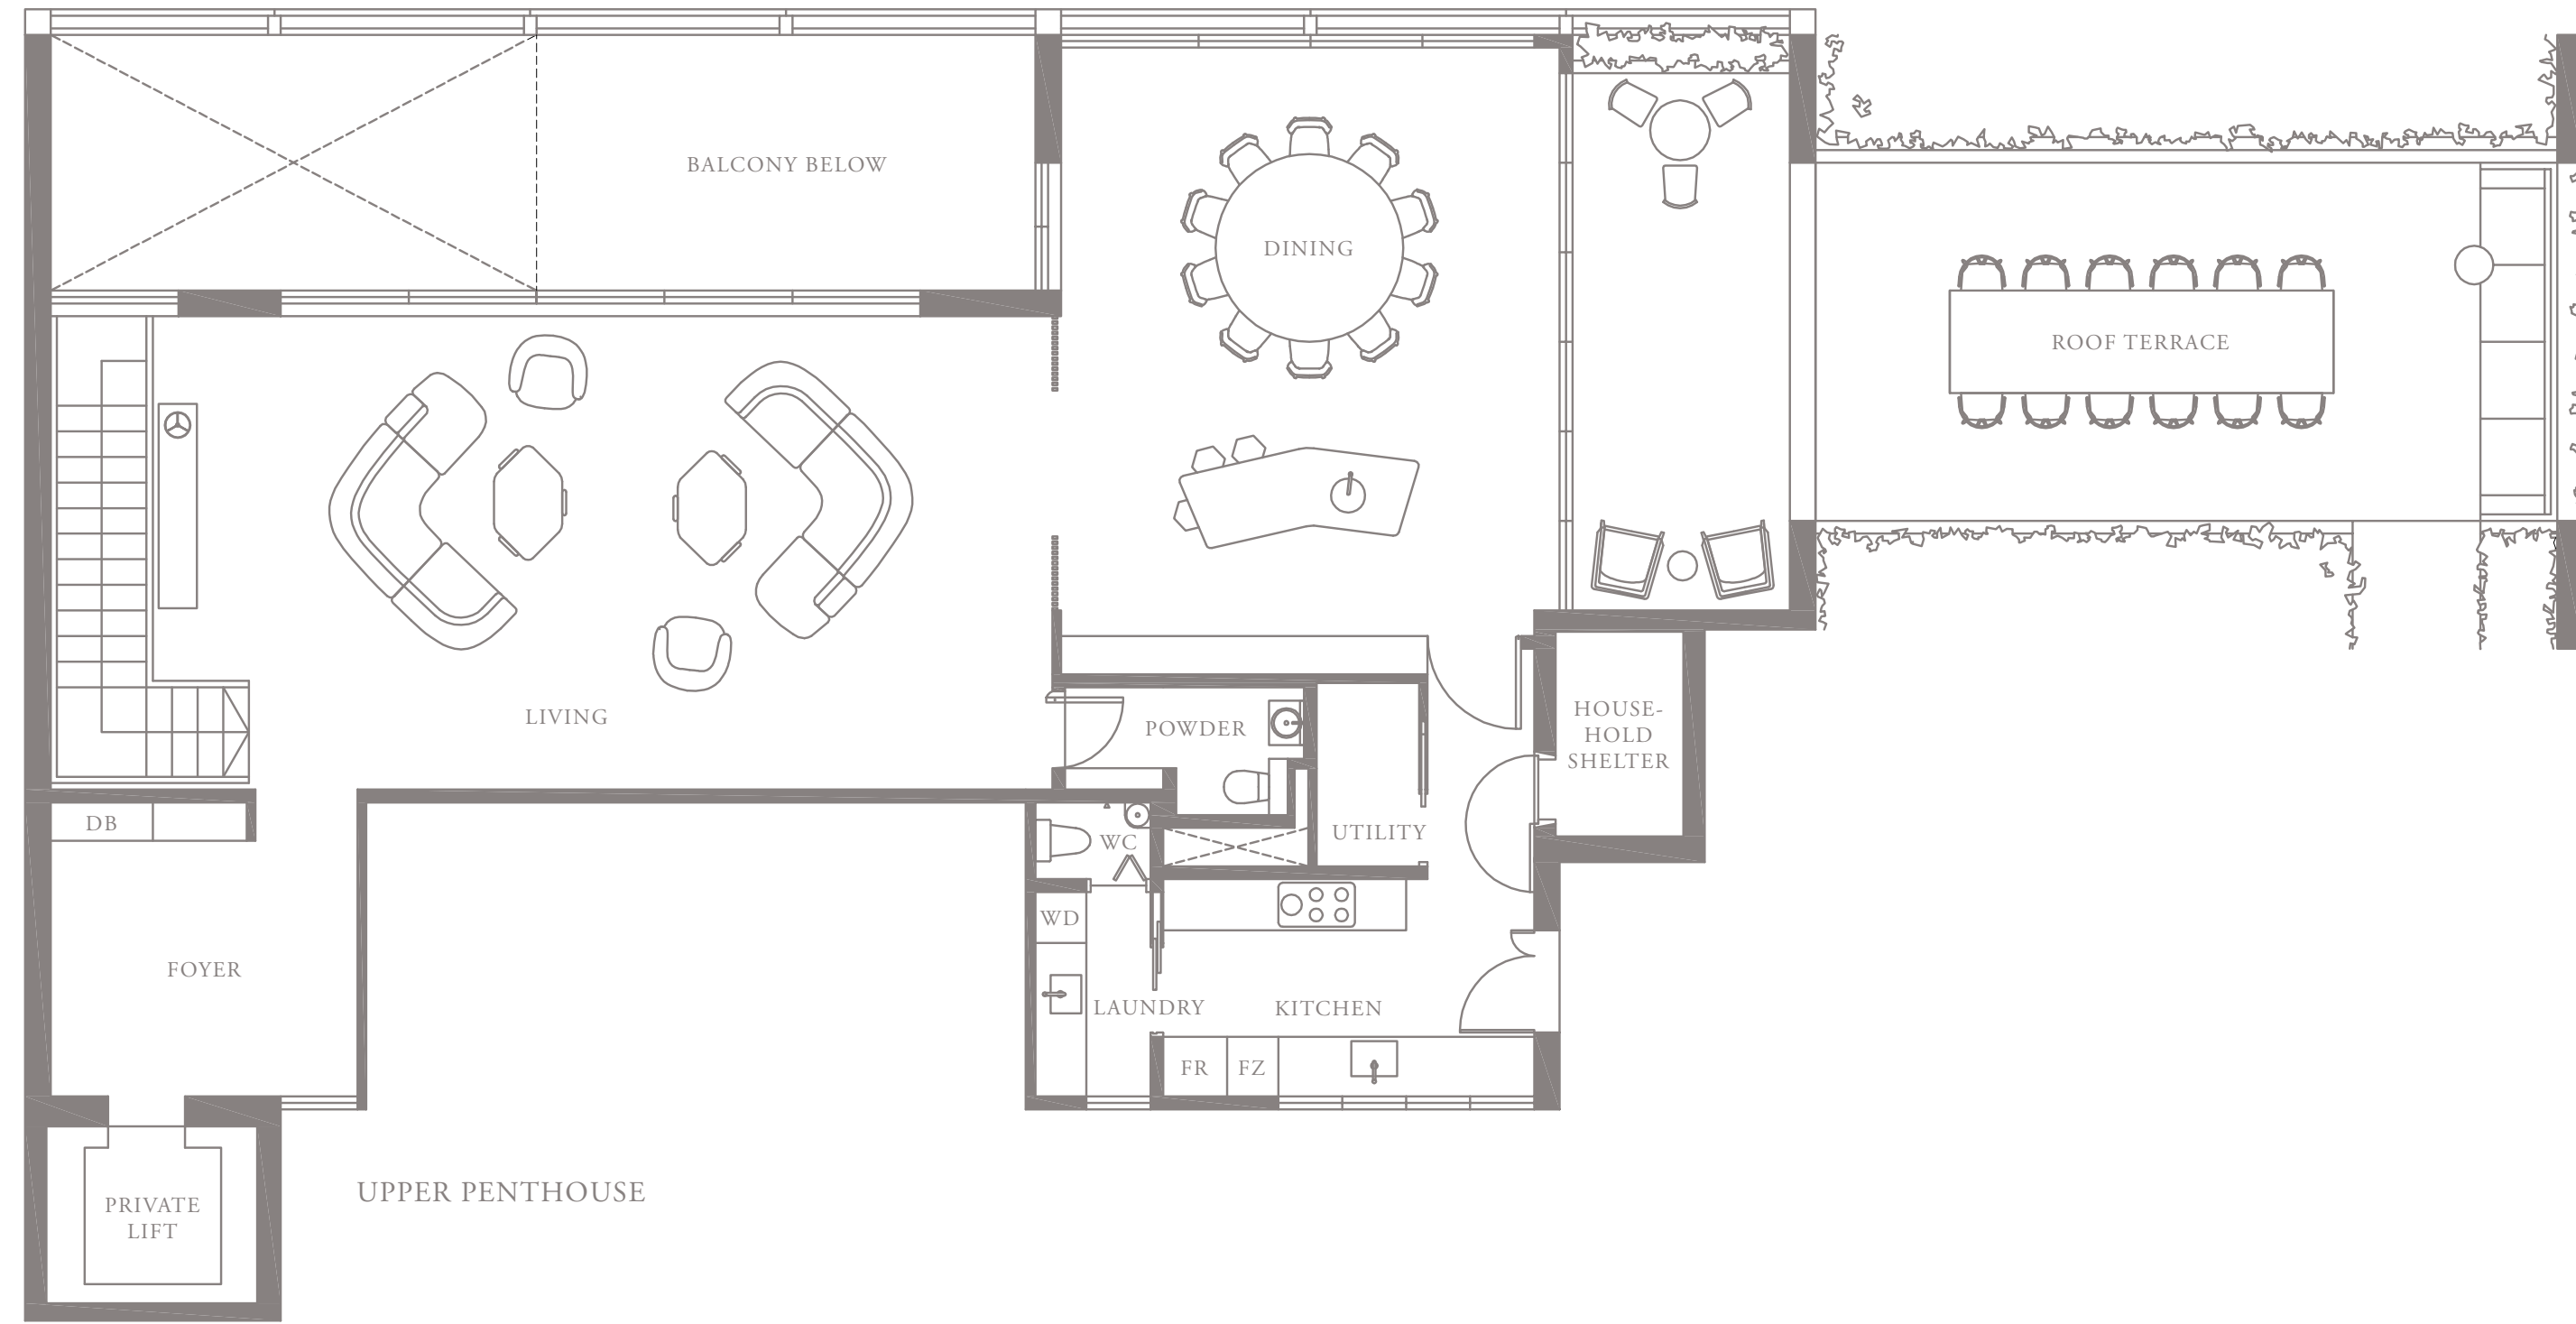 BALCONY BELOW
DINING
ROOF TERRACE
LIVING
POWDER
HOUSE-
HOLD
SHELTER
DB
WC
UTILITY
WD
FOYER
LAUNDRY
KITCHEN
FR
FZ
PRIVATE
LIFT
UPPER PENTHOUSE